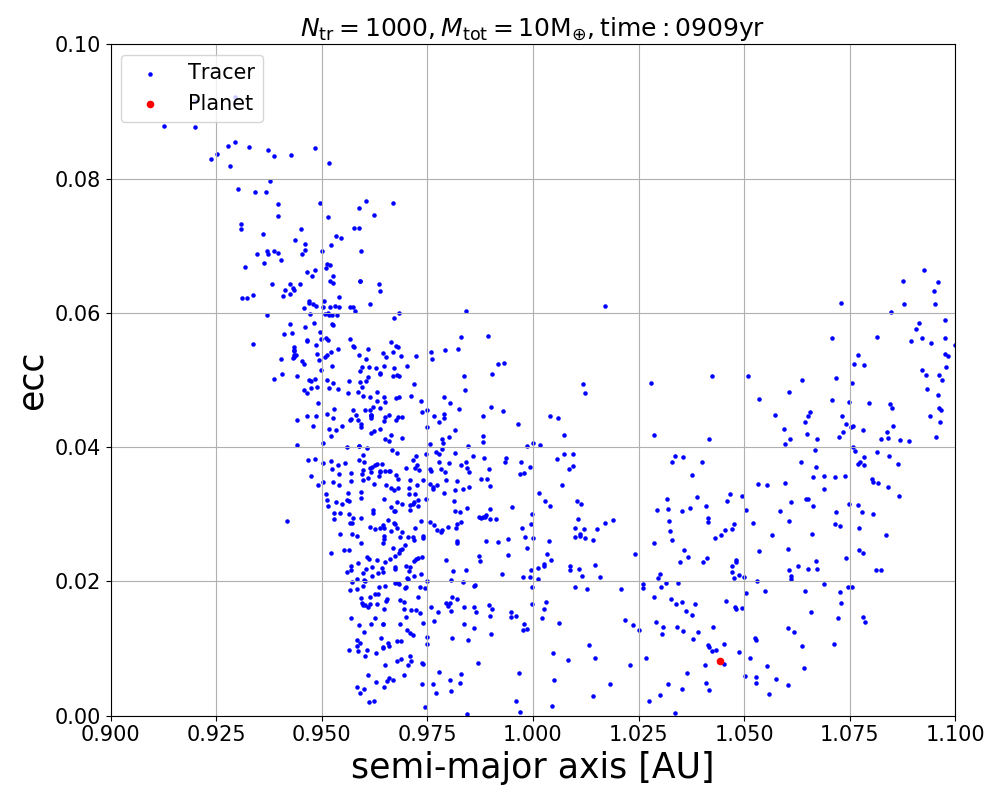 N_tr = 1000, M_tot = 10M_⊕, time : 0909yr
Tracer
Planet
ecc
0.10
0.08
0.06
0.04
0.02
0.00
0.900 0.925 0.950 0.975 1.000 1.025 1.050 1.075 1.100
semi-major axis [AU]